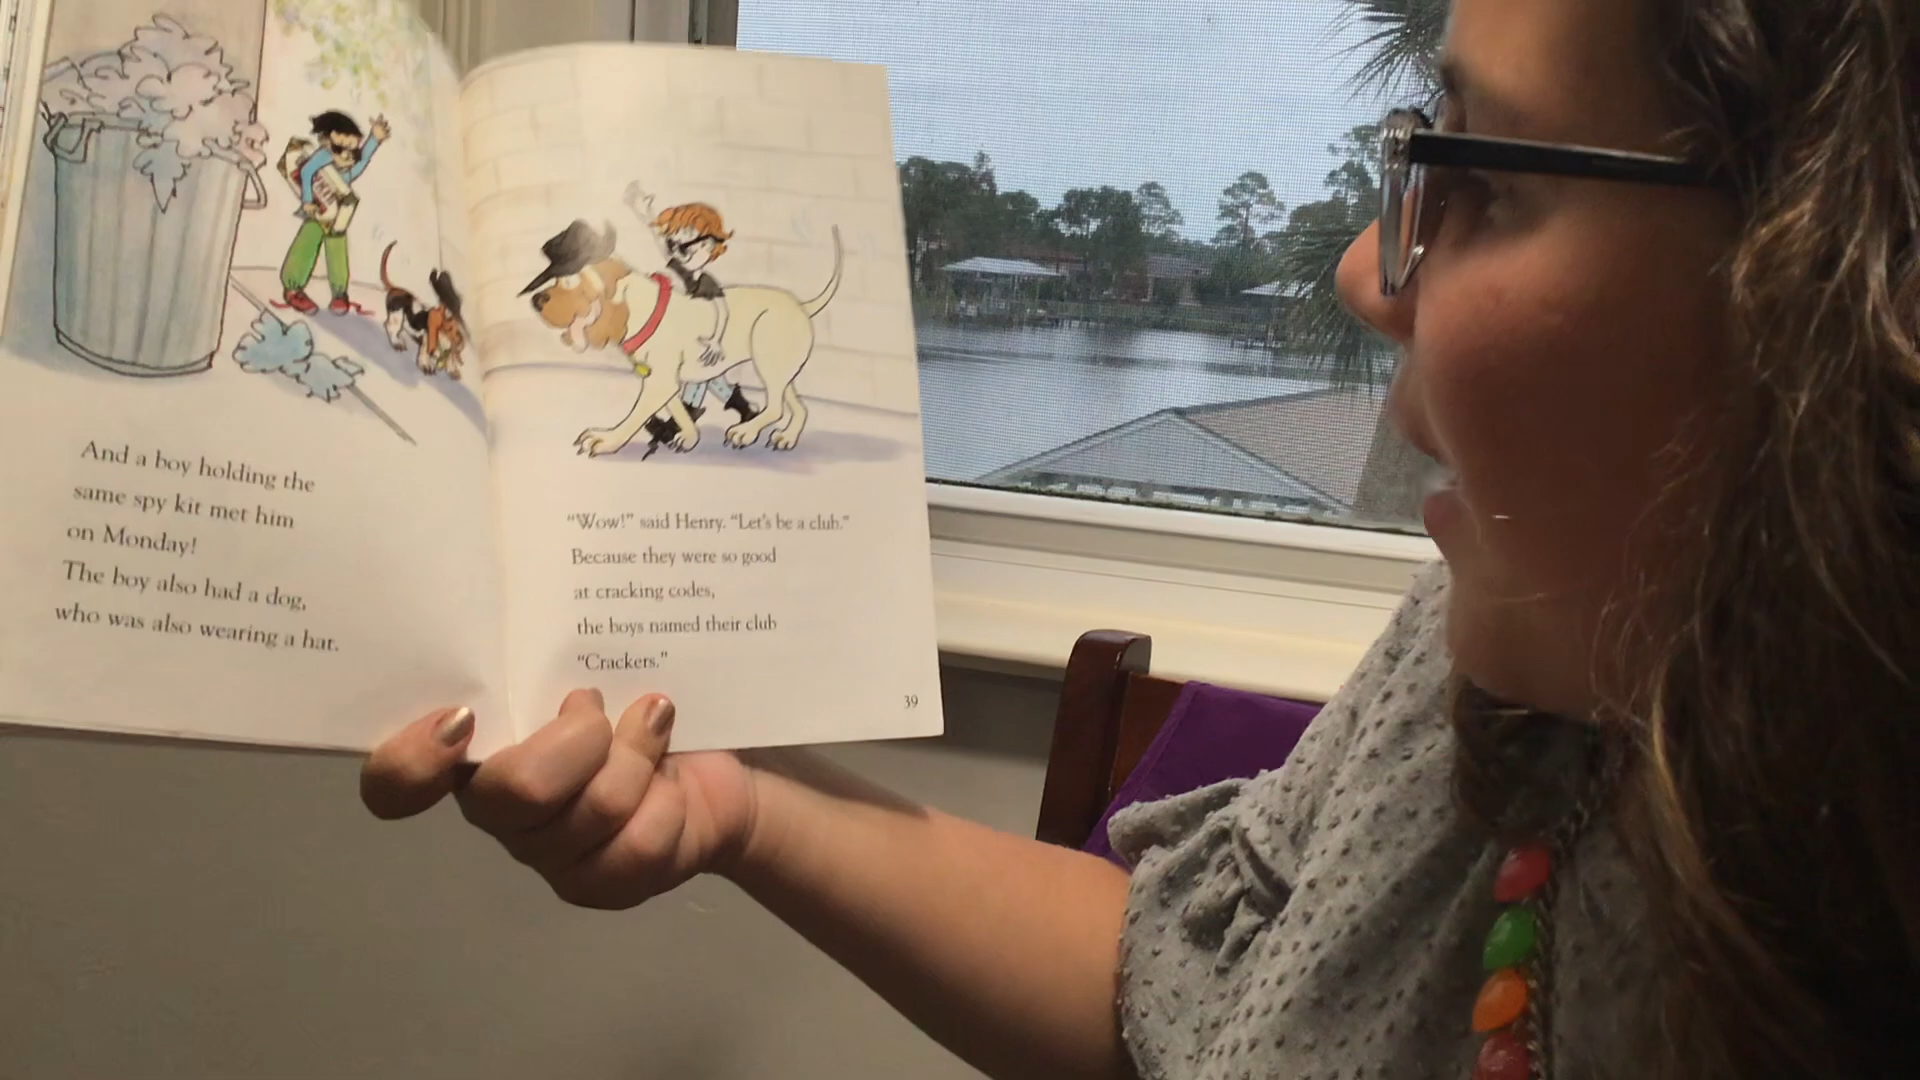 And a boy holding the
same spy kit met him
on Monday!
The boy also had a dog,
who was also wearing a hat.
"Wow!" said Henry. "Let's be a club."
Because they were so good
at cracking codes,
the boys named their club
"Crackers."
39